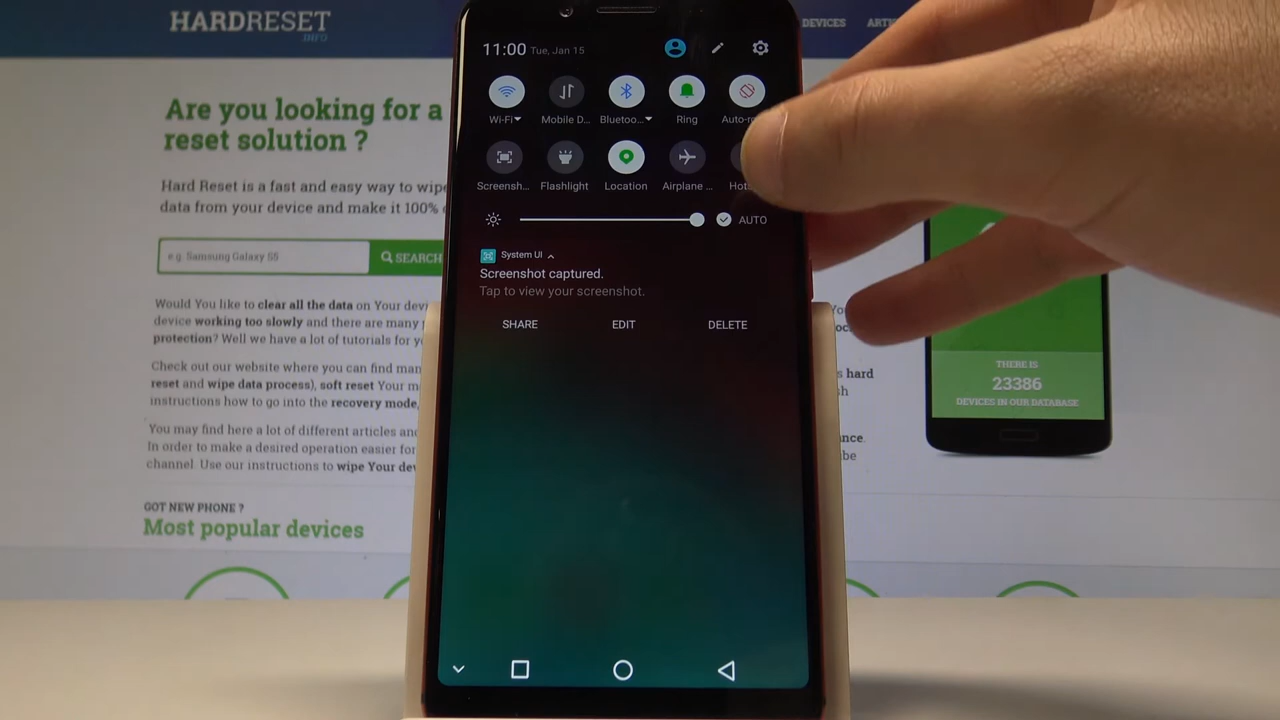 HARDRESET
.INFO
DEVICES
Are you looking for a
reset solution ?
Hard Reset is a fast and easy way to wipe
data from your device and make it 100%
e.g. Samsung Galaxy S5
SEARCH
Would You like to clear all the data on Your
device working too slowly and there are many
protection? Well we have a lot of tutorials for
Check out our website where you can find
reset and wipe data process), soft reset Your
instructions how to go into the recovery mode,
You may find here a lot of different articles
In order to make a desired operation easier for
channel. Use our instructions to wipe Your
GOT NEW PHONE ?
Most popular devices
11:00 Tue, Jan 15
Wi-Fi
Mobile D...
Bluetoo...
Ring
Screensh...
Flashlight
Location
Airplane ...
AUTO
System UI
Screenshot captured.
Tap to view your screenshot.
SHARE
EDIT
DELETE
hard
THERE IS
23386
DEVICES IN OUR DATABASE